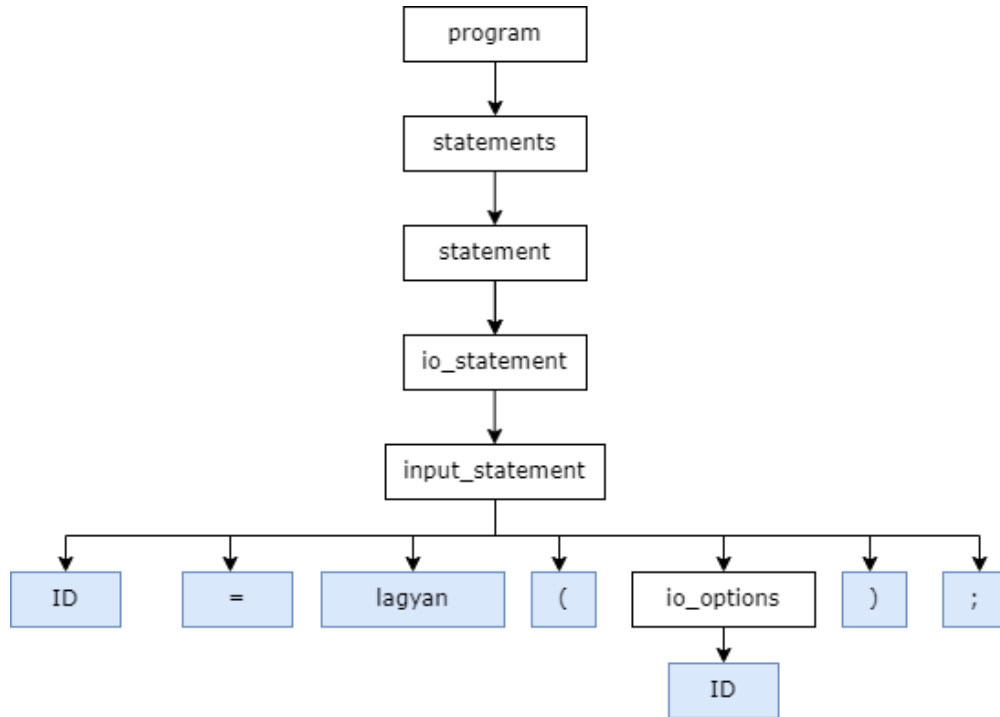 program
statements
statement
io_statement
input_statement
ID = lagyan ( io_options ) ;
ID